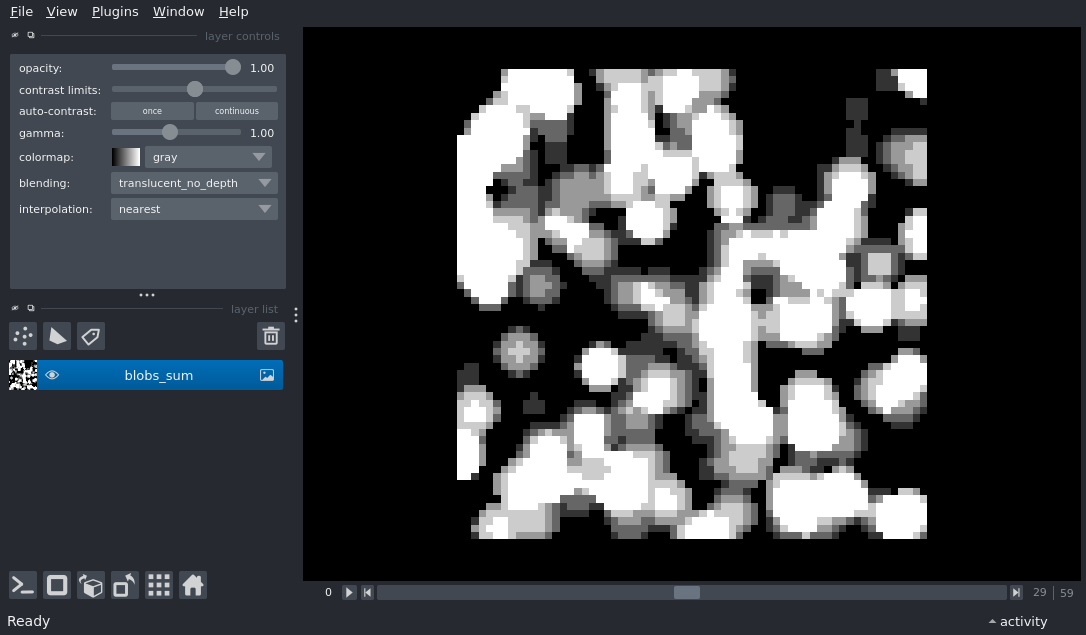 File View Plugins Window Help
layer controls
opacity: 1.00
contrast limits:
auto-contrast: once continuous
gamma: 1.00
colormap: gray
blending: translucent_no_depth
interpolation: nearest
layer list
blobs_sum
0 29 59
Ready activity